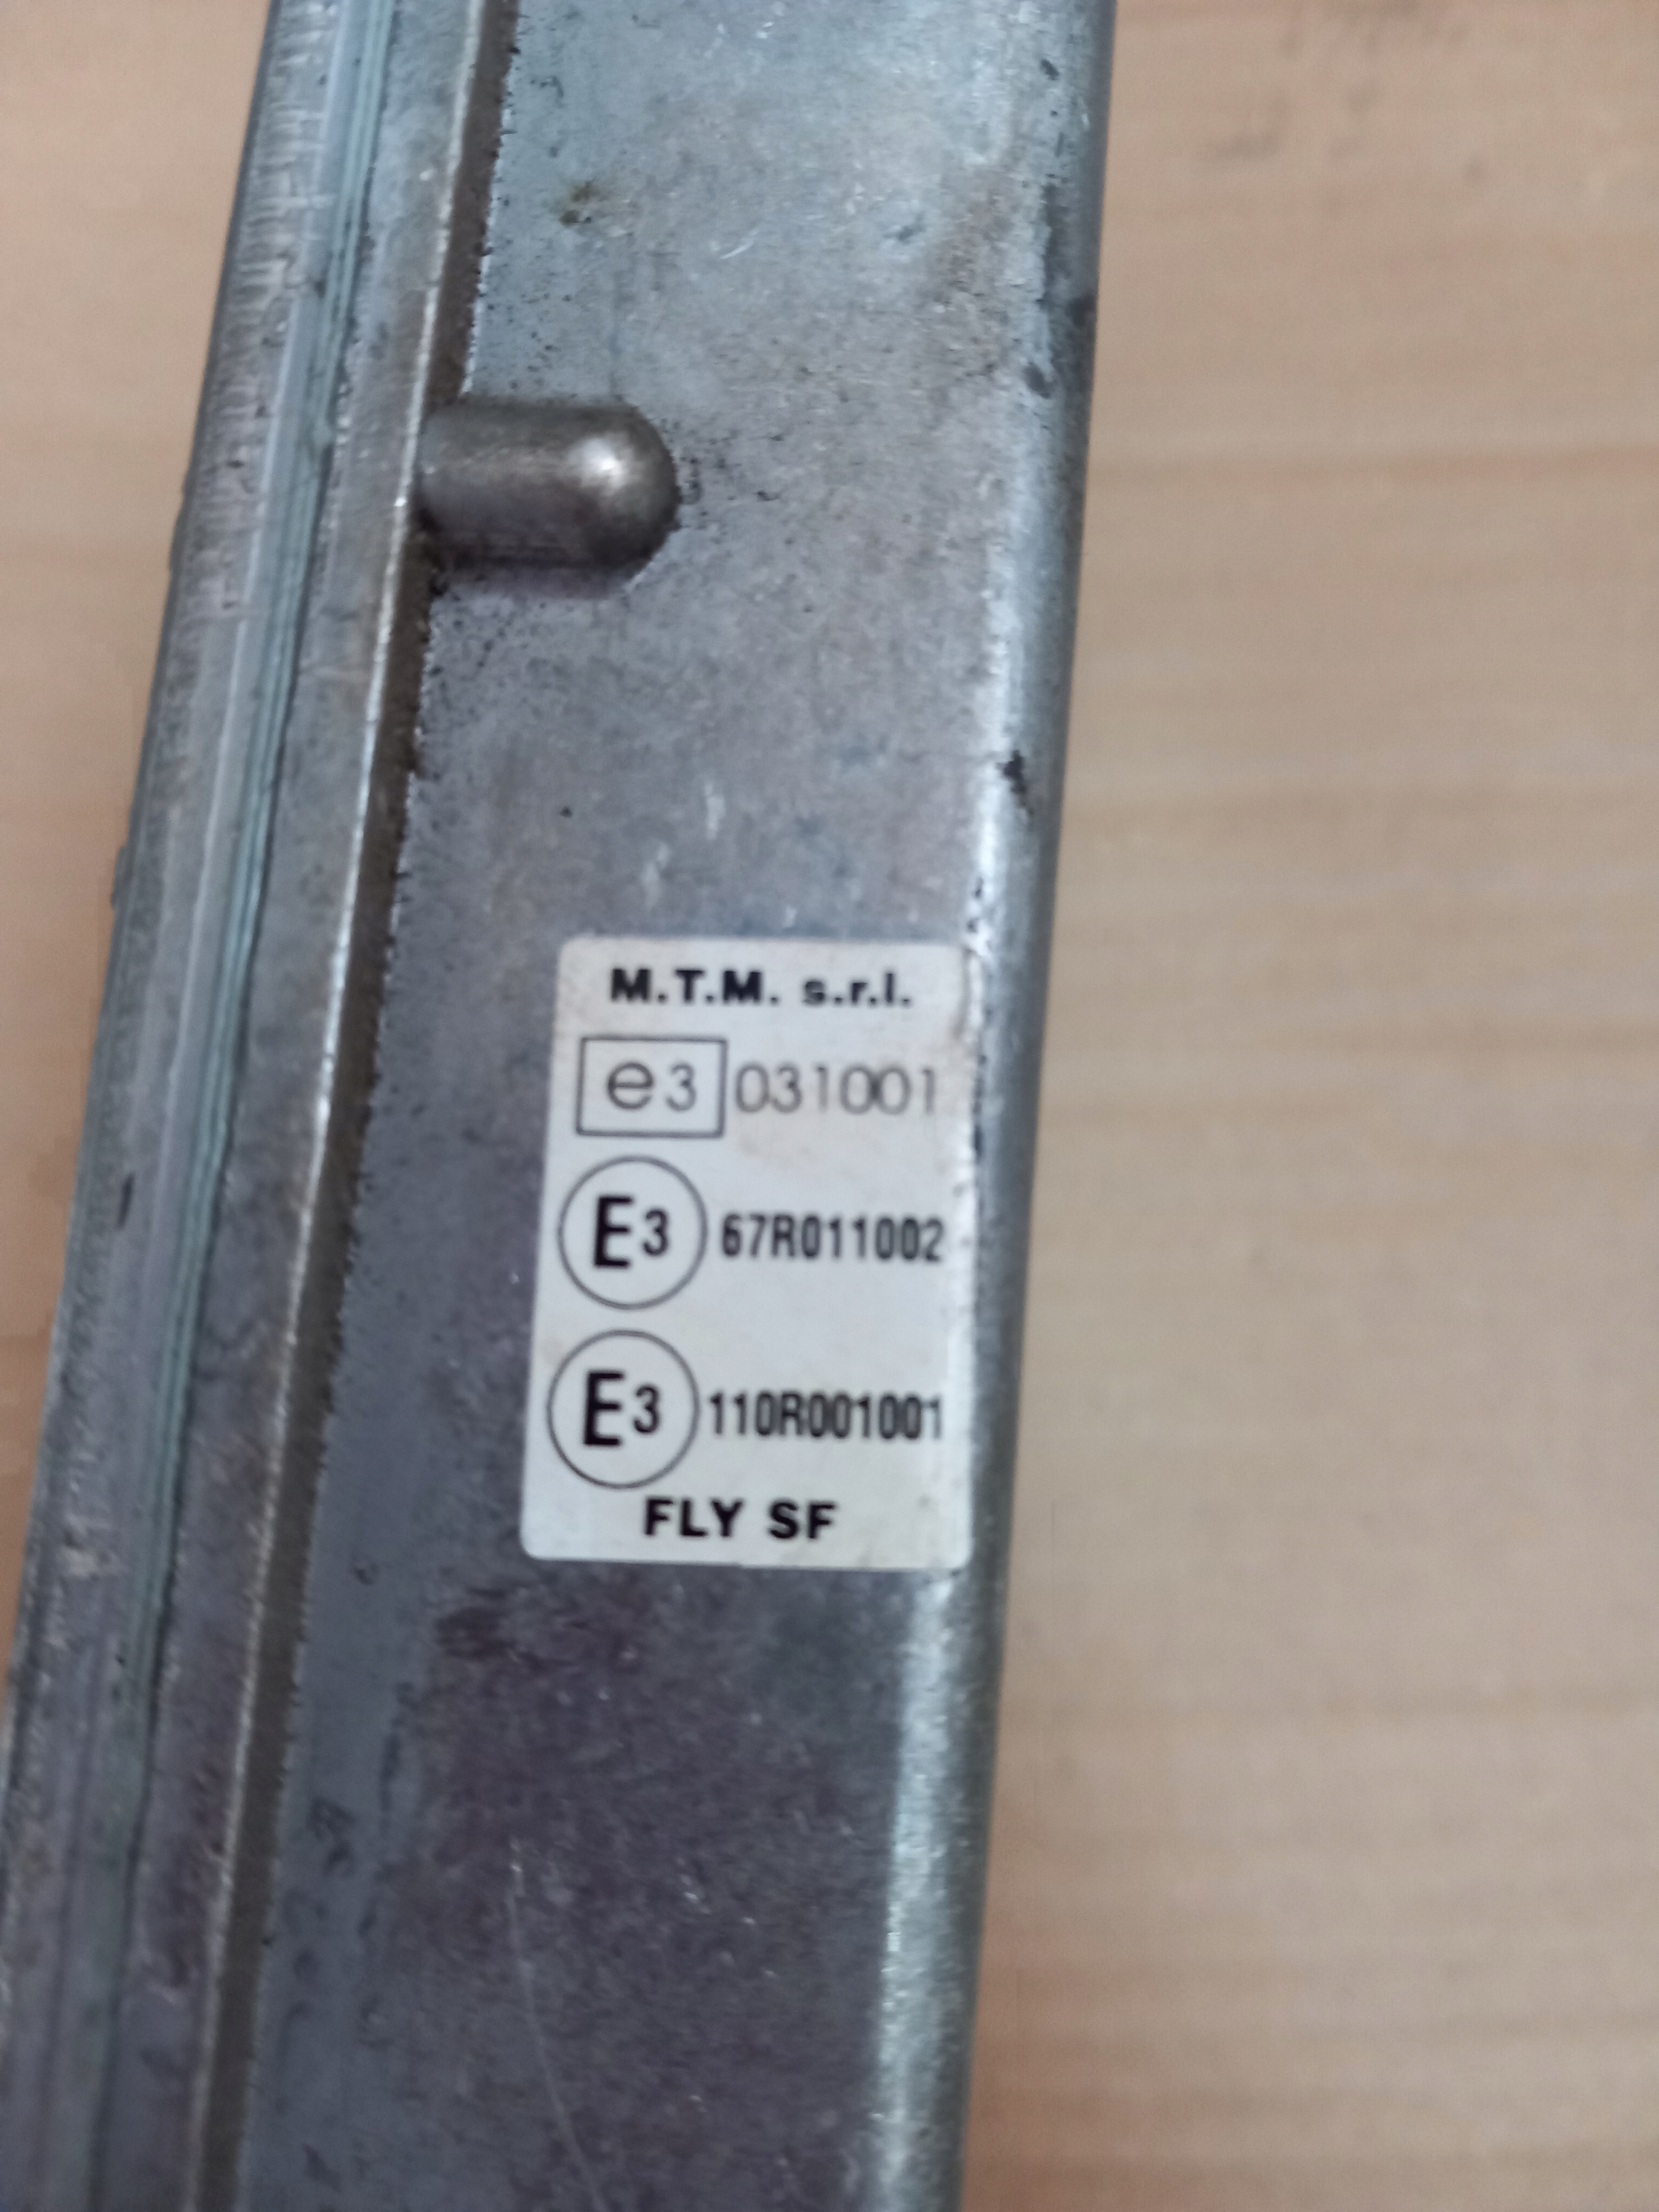 M.T.M. s.r.l.
e3 031001
E3 67R011002
E3 110R001001
FLY SF